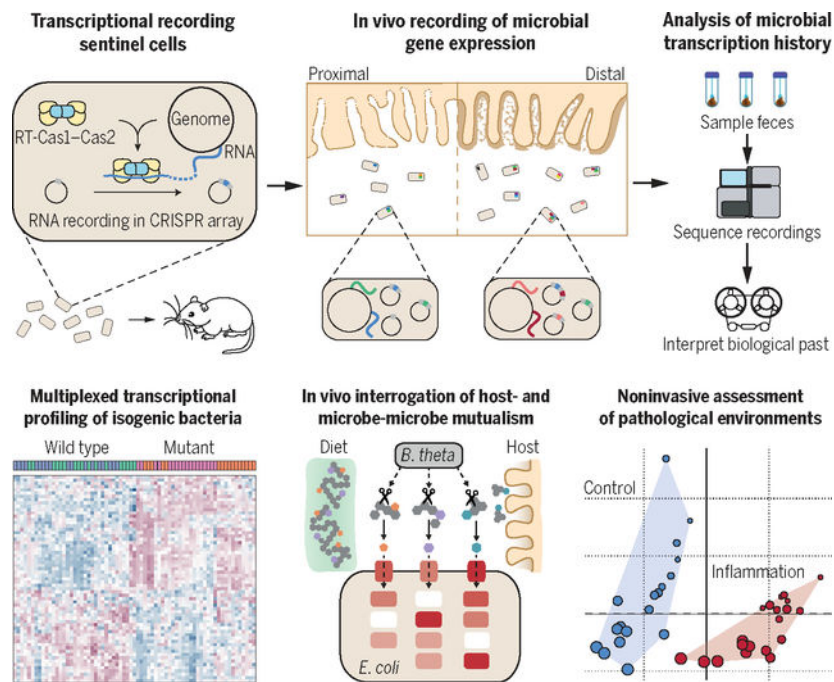 Transcriptional recording
sentinel cells
RT-Cas1–Cas2
Genome
RNA
RNA recording in CRISPR array
In vivo recording of microbial
gene expression
Proximal
Distal
Analysis of microbial
transcription history
Sample feces
Sequence recordings
Interpret biological past
Multiplexed transcriptional
profiling of isogenic bacteria
Wild type
Mutant
In vivo interrogation of host- and
microbe-microbe mutualism
Diet
B. theta
Host
E. coli
Noninvasive assessment
of pathological environments
Control
Inflammation